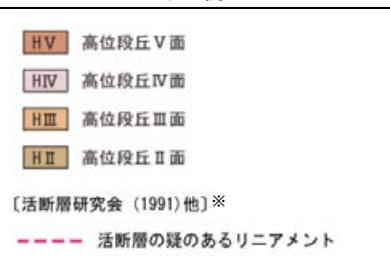 HⅤ 高位段丘Ⅴ面
HⅣ 高位段丘Ⅳ面
HⅢ 高位段丘Ⅲ面
HⅡ 高位段丘Ⅱ面
〔活断層研究会 (1991)他〕※
活断層の疑のあるリニアメント